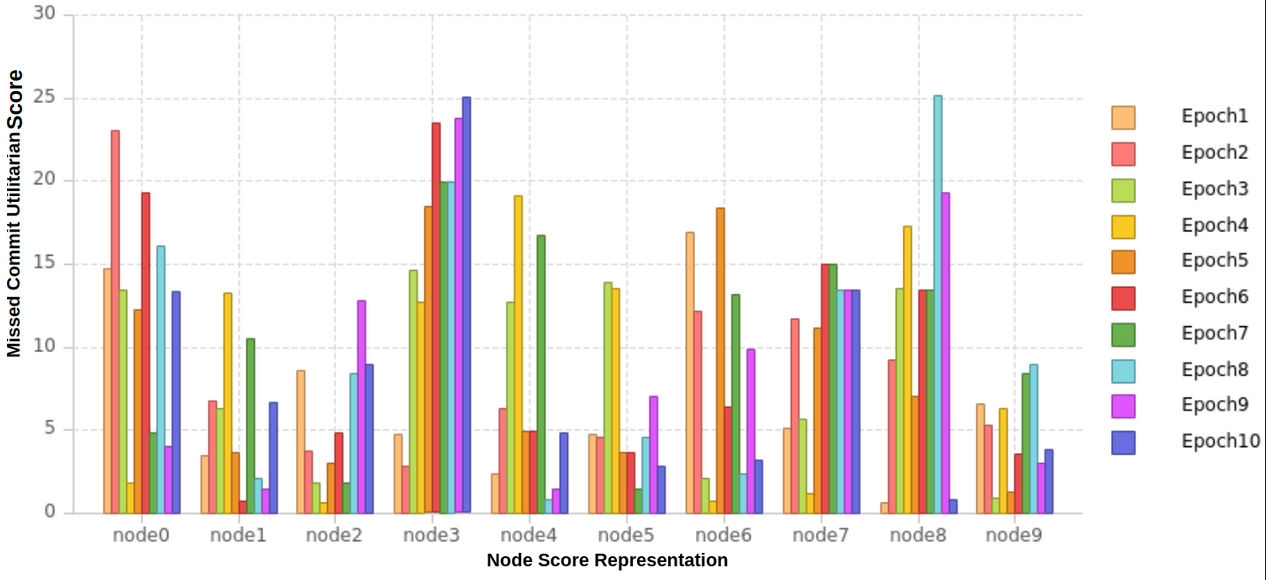 30
25
20
15
10
5
0
Missed Commit Utilitarian Score
node0 node1 node2 node3 node4 node5 node6 node7 node8 node9
Node Score Representation
Epoch1
Epoch2
Epoch3
Epoch4
Epoch5
Epoch6
Epoch7
Epoch8
Epoch9
Epoch10